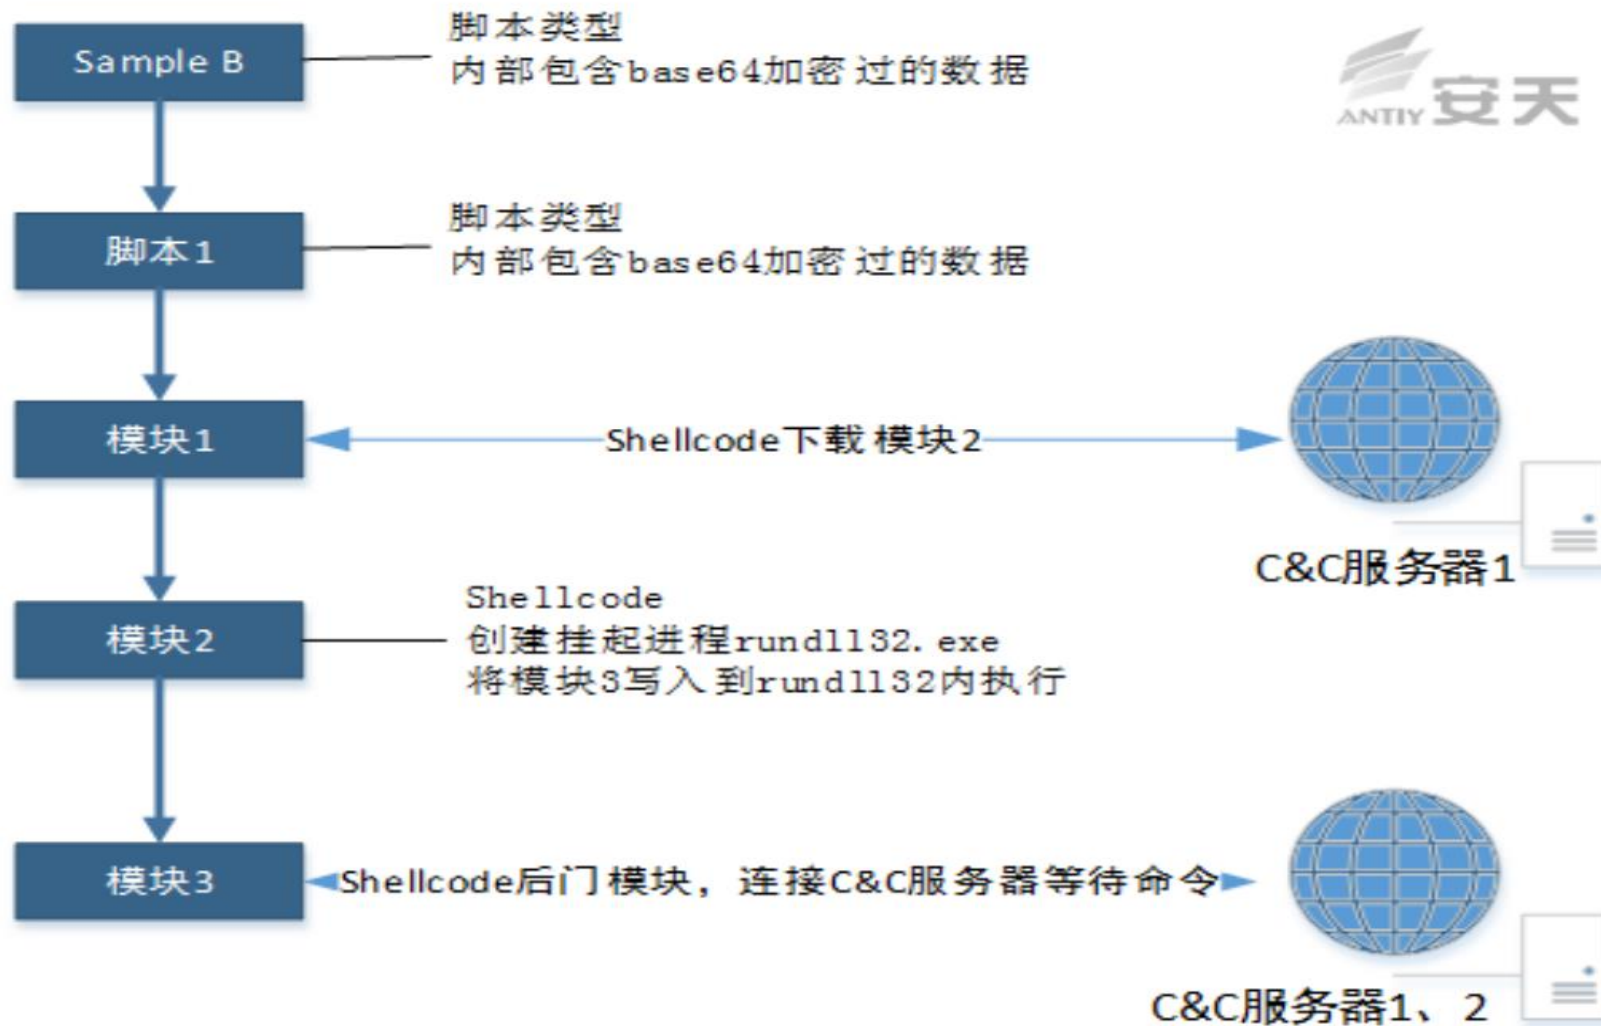 Sample B
脚本类型
内部包含base64加密过的数据
ANTIY 安天
脚本1
脚本类型
内部包含base64加密过的数据
模块1
Shellcode下载模块2
C&C服务器1
模块2
Shellcode
创建挂起进程rundll32.exe
将模块3写入到rundll32内执行
模块3
Shellcode后门模块，连接C&C服务器等待命令
C&C服务器1、2